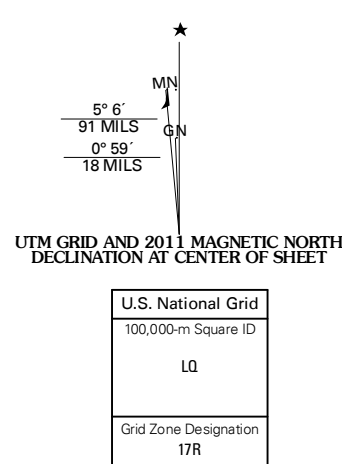 ★
MN
5° 6´
91 MILS
GN
0° 59´
18 MILS
UTM GRID AND 2011 MAGNETIC NORTH
DECLINATION AT CENTER OF SHEET
U.S. National Grid
100,000-m Square ID
LQ
Grid Zone Designation
17R